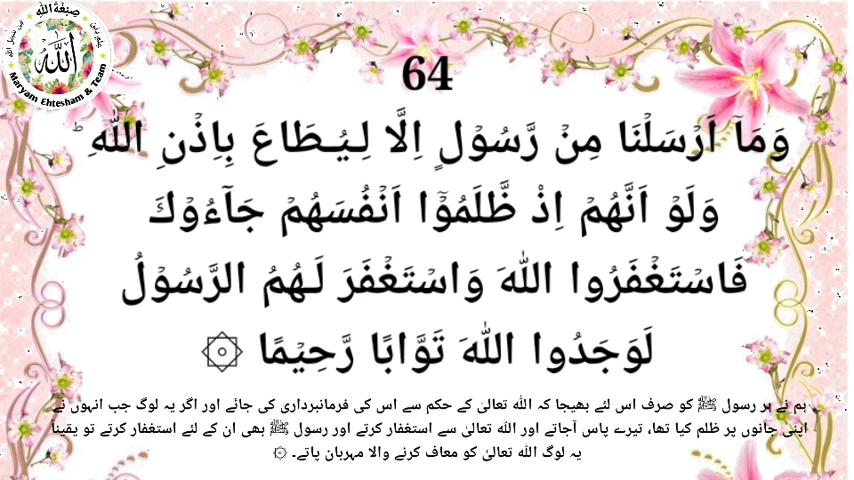 صِبْغَةَ اللّٰهِ
اللّٰه
Maryam Ehtesham & Team
64
وَمَاۤ اَرۡسَلۡنَا مِنۡ رَّسُوۡلٍ اِلَّا لِـيُـطَاعَ بِاِذۡنِ اللّٰهِ ؕ
وَلَوۡ اَنَّهُمۡ اِذْ ظَّلَمُوۡۤا اَنۡفُسَهُمۡ جَآءُوۡكَ
فَاسۡتَغۡفَرُوا اللّٰهَ وَاسۡتَغۡفَرَ لَـهُمُ الرَّسُوۡلُ
لَوَجَدُوا اللّٰهَ تَوَّابًا رَّحِيۡمًا ۞
ہم نے ہر رسول ﷺ کو صرف اس لئے بھیجا کہ اللہ تعالیٰ کے حکم سے اس کی فرمانبرداری کی جائے اور اگر یہ لوگ جب انہوں نے
اپنی جانوں پر ظلم کیا تھا، تیرے پاس آجاتے اور اللہ تعالیٰ سے استغفار کرتے اور رسول ﷺ بھی ان کے لئے استغفار کرتے تو یقیناً
یہ لوگ اللہ تعالیٰ کو معاف کرنے والا مہربان پاتے۔ ۞